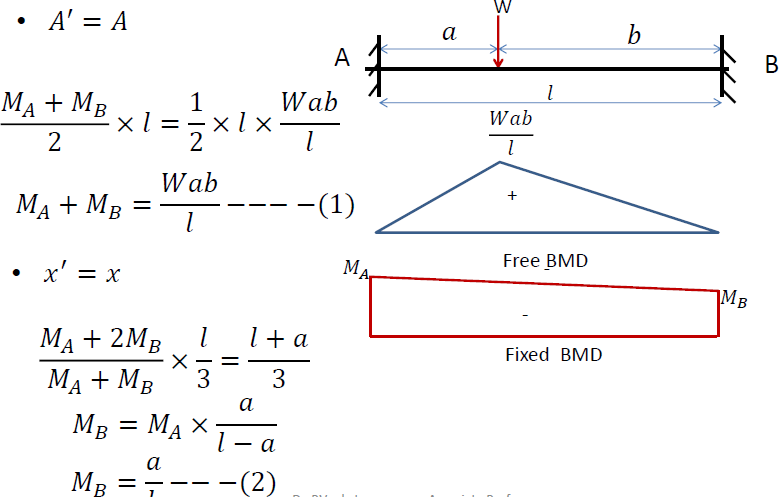 • A′ = A
(M_A + M_B)/2 × l = 1/2 × l × Wab/l
M_A + M_B = Wab/l −−− −(1)
• x′ = x
(M_A + 2M_B)/(M_A + M_B) × l/3 = (l + a)/3
M_B = M_A × a/(l − a)
M_B = a/ −− −(2)
W
a
b
A
B
l
Wab/l
+
Free BMD
M_A
M_B
-
Fixed BMD